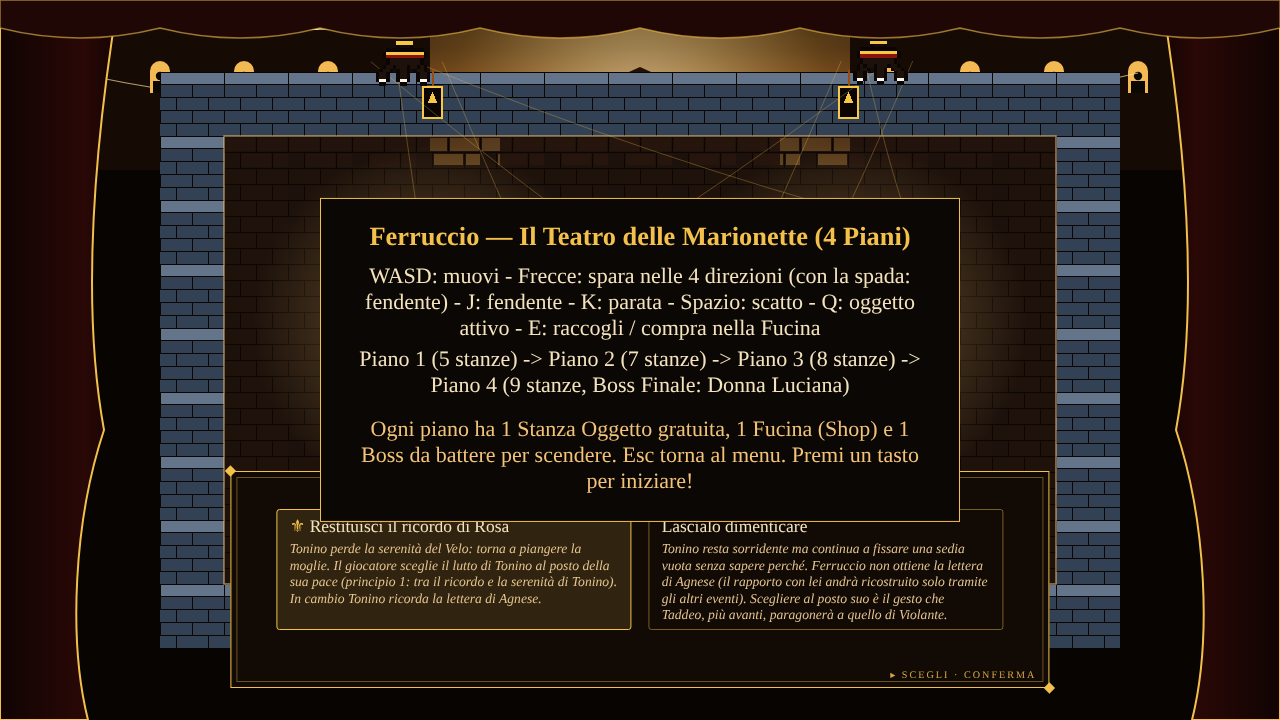 Ferruccio — Il Teatro delle Marionette (4 Piani)
WASD: muovi - Frecce: spara nelle 4 direzioni (con la spada:
fendente) - J: fendente - K: parata - Spazio: scatto - Q: oggetto
attivo - E: raccogli / compra nella Fucina
Piano 1 (5 stanze) -> Piano 2 (7 stanze) -> Piano 3 (8 stanze) ->
Piano 4 (9 stanze, Boss Finale: Donna Luciana)
Ogni piano ha 1 Stanza Oggetto gratuita, 1 Fucina (Shop) e 1
Boss da battere per scendere. Esc torna al menu. Premi un tasto
per iniziare!
⚜ Restituisci il ricordo di Rosa
Tonino perde la serenità del Velo: torna a piangere la
moglie. Il giocatore sceglie il lutto di Tonino al posto della
sua pace (principio 1: tra il ricordo e la serenità di Tonino).
In cambio Tonino ricorda la lettera di Agnese.
Lascialo dimenticare
Tonino resta sorridente ma continua a fissare una sedia
vuota senza sapere perché. Ferruccio non ottiene la lettera
di Agnese (il rapporto con lei andrà ricostruito solo tramite
gli altri eventi). Scegliere al posto suo è il gesto che
Taddeo, più avanti, paragonerà a quello di Violante.
▸ SCEGLI · CONFERMA